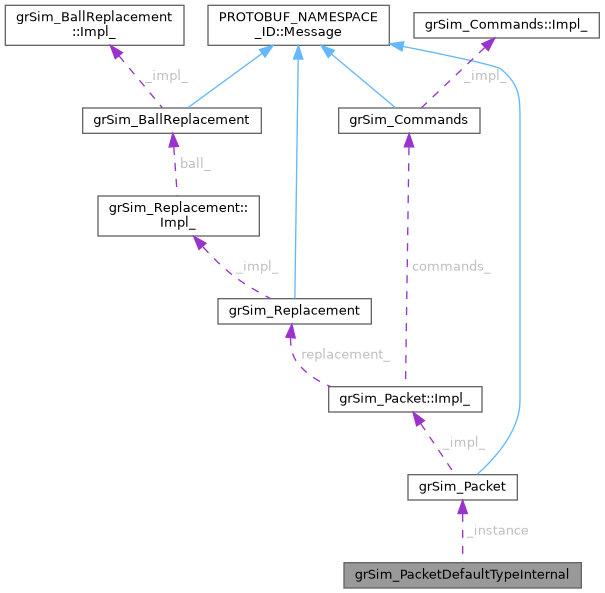 grSim_BallReplacement
::Impl_
PROTOBUF_NAMESPACE
_ID::Message
grSim_Commands::Impl_
_impl_
_impl_
grSim_BallReplacement
grSim_Commands
ball_
grSim_Replacement::
Impl_
_impl_
commands_
grSim_Replacement
replacement_
grSim_Packet::Impl_
_impl_
grSim_Packet
_instance
grSim_PacketDefaultTypeInternal